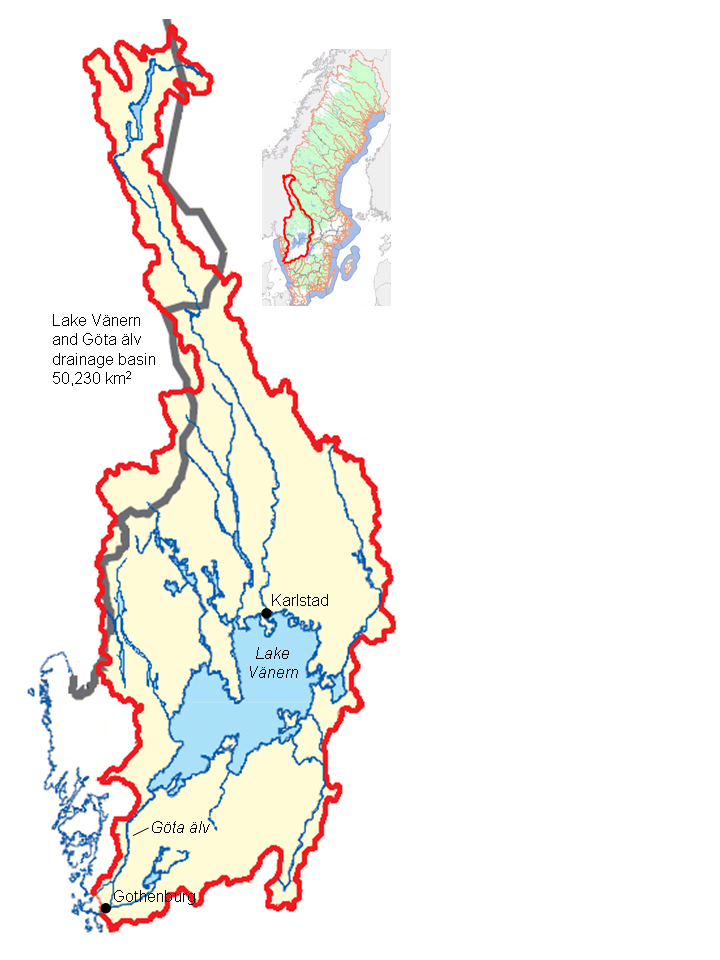 Lake Vänern
and Göta älv
drainage basin
50,230 km²
Karlstad
Lake
Vänern
Göta älv
Gothenburg